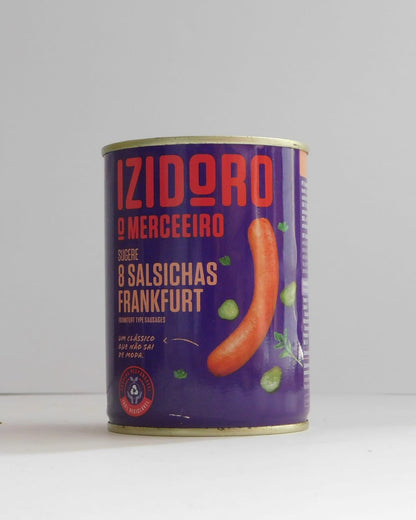 IZIDORO
O MERCEEIRO
SUGERE
8 SALSICHAS
FRANKFURT
FRANKFURT TYPE SAUSAGES
UM CLÁSSICO
QUE NÃO SAI
DE MODA.